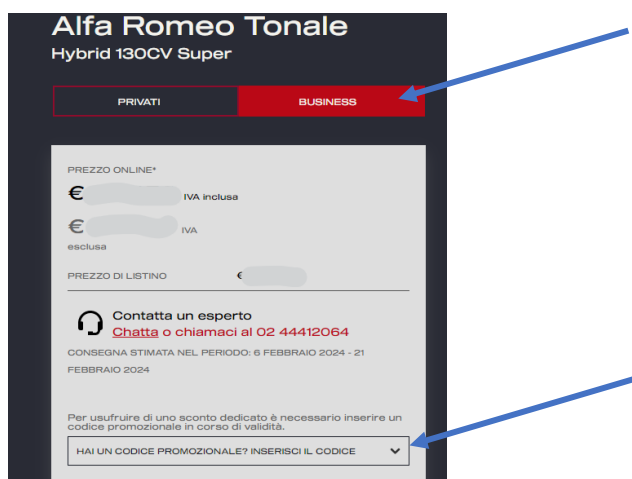 Alfa Romeo Tonale
Hybrid 130CV Super
PRIVATI
BUSINESS
PREZZO ONLINE*
€ IVA inclusa
€ IVA
esclusa
PREZZO DI LISTINO €
Contatta un esperto
Chatta o chiamaci al 02 44412064
CONSEGNA STIMATA NEL PERIODO: 6 FEBBRAIO 2024 - 21
FEBBRAIO 2024
Per usufruire di uno sconto dedicato è necessario inserire un
codice promozionale in corso di validità.
HAI UN CODICE PROMOZIONALE? INSERISCI IL CODICE